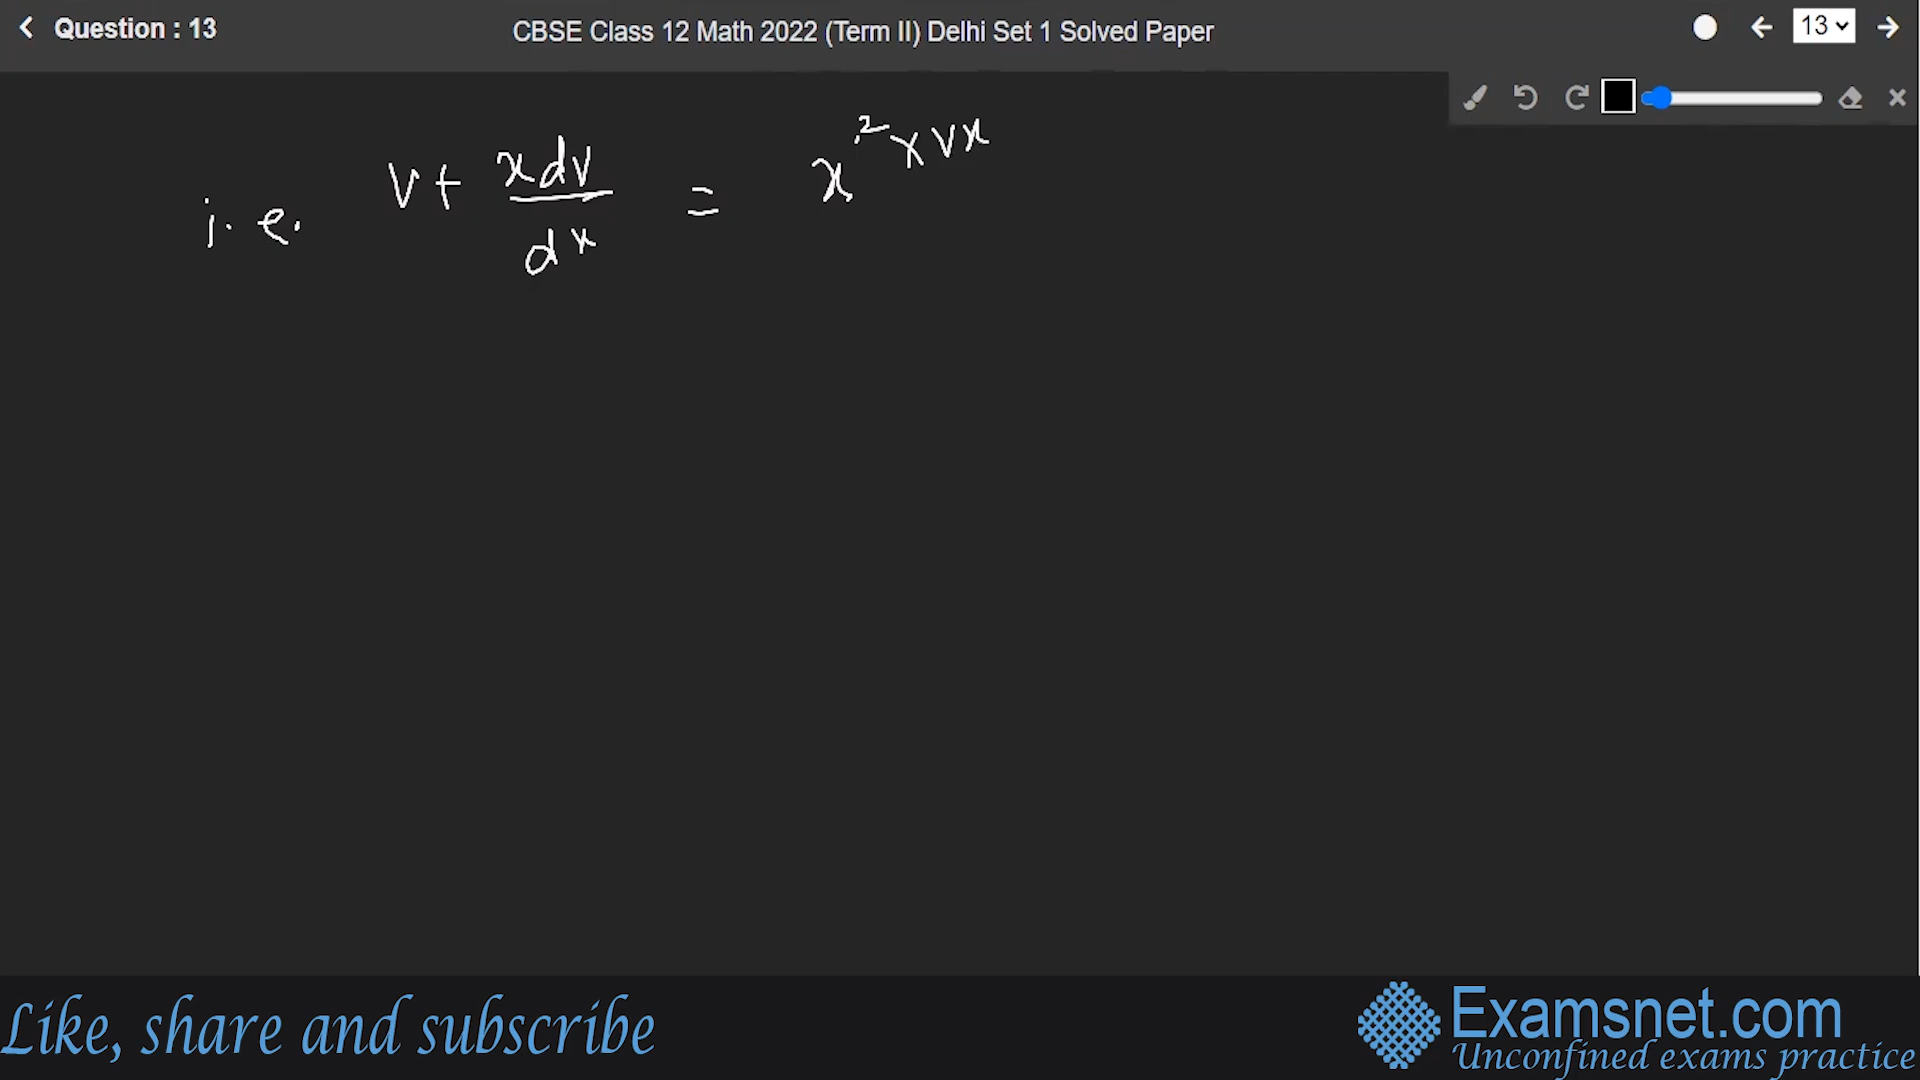 Question : 13
CBSE Class 12 Math 2022 (Term II) Delhi Set 1 Solved Paper
13
i.e. v + xdv/dx = x² × vx
Like, share and subscribe
Examsnet.com
Unconfined exams practice